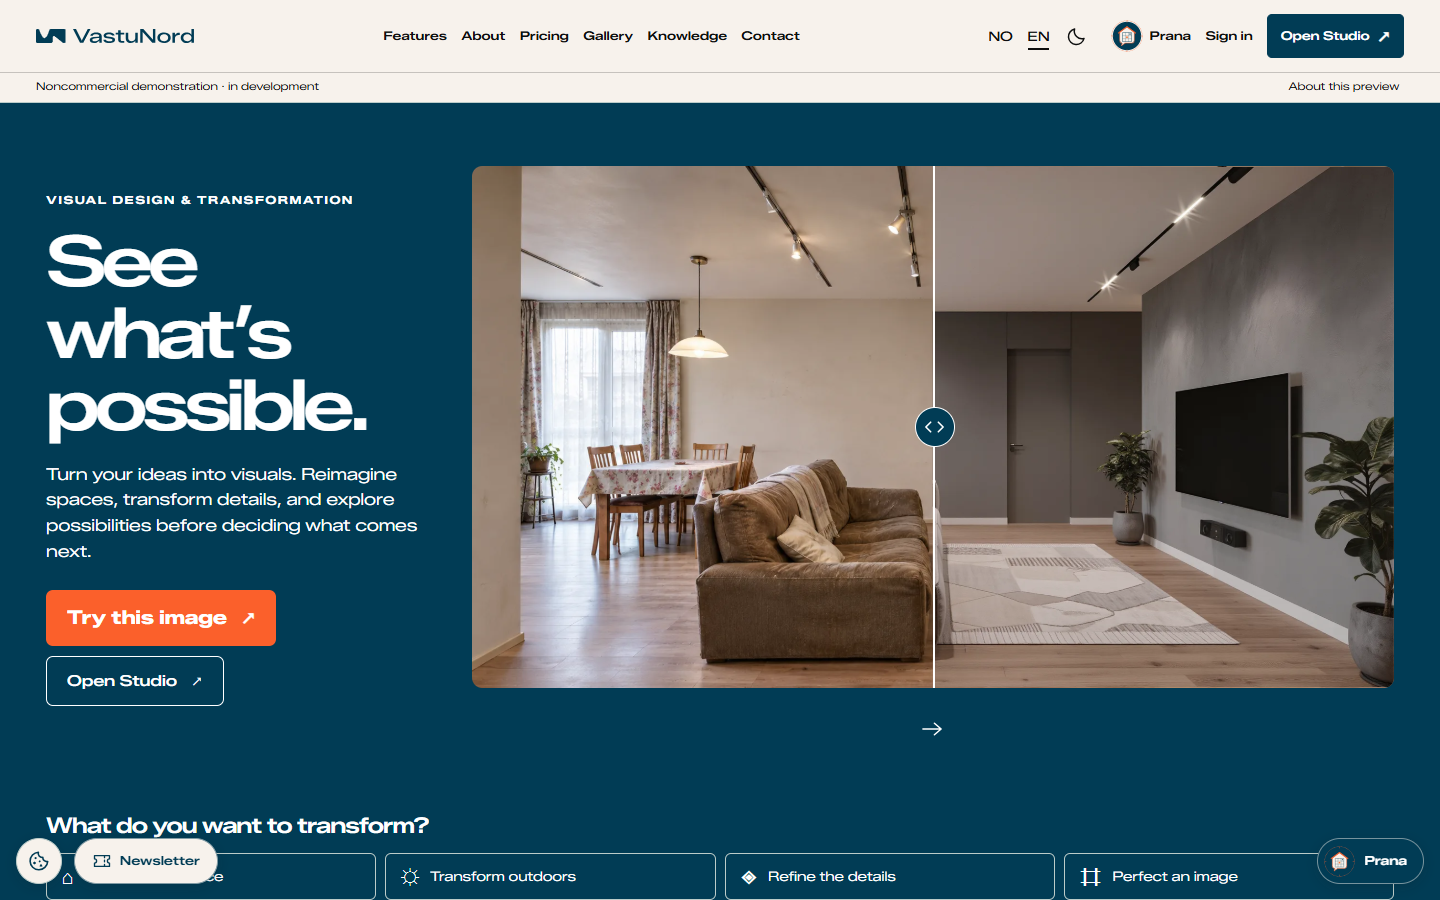 VastuNord
Features About Pricing Gallery Knowledge Contact
NO EN
Prana Sign in Open Studio ↗
Noncommercial demonstration · in development
About this preview
VISUAL DESIGN & TRANSFORMATION
See
what’s
possible.
Turn your ideas into visuals. Reimagine
spaces, transform details, and explore
possibilities before deciding what comes
next.
Try this image ↗
Open Studio ↗
What do you want to transform?
Newsletter
Transform outdoors
Refine the details
Perfect an image
Prana